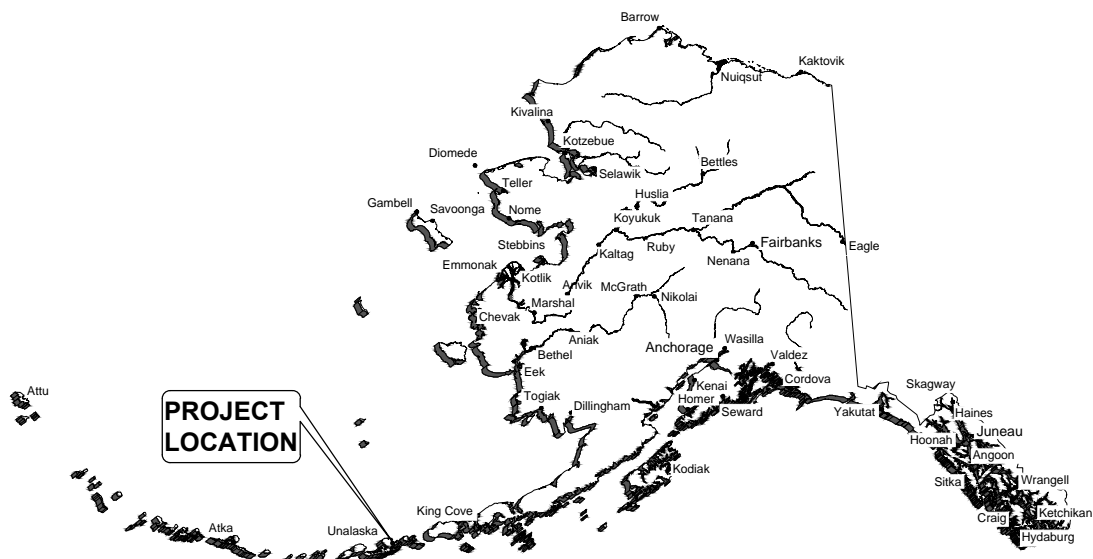 Barrow
Kaktovik
Nuiqsut
Kivalina
Kotzebue
Diomede
Bettles
Selawik
Teller
Huslia
Gambell
Savoonga
Nome
Koyukuk
Tanana
Stebbins
Fairbanks
Eagle
Kaltag
Ruby
Nenana
Emmonak
Kotlik
Anvik
McGrath
Nikolai
Marshal
Chevak
Aniak
Wasilla
Anchorage
Bethel
Valdez
Eek
Kenai
Cordova
Skagway
Attu
Togiak
Homer
Haines
PROJECT
LOCATION
Dillingham
Seward
Yakutat
Juneau
Hoonah
Angoon
Kodiak
Sitka
Wrangell
King Cove
Craig
Ketchikan
Atka
Unalaska
Hydaburg